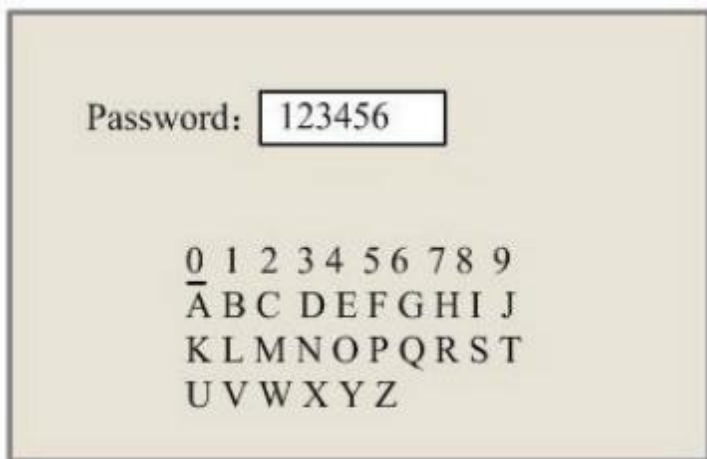 Password: 123456
0 1 2 3 4 5 6 7 8 9
A B C D E F G H I J
K L M N O P Q R S T
U V W X Y Z